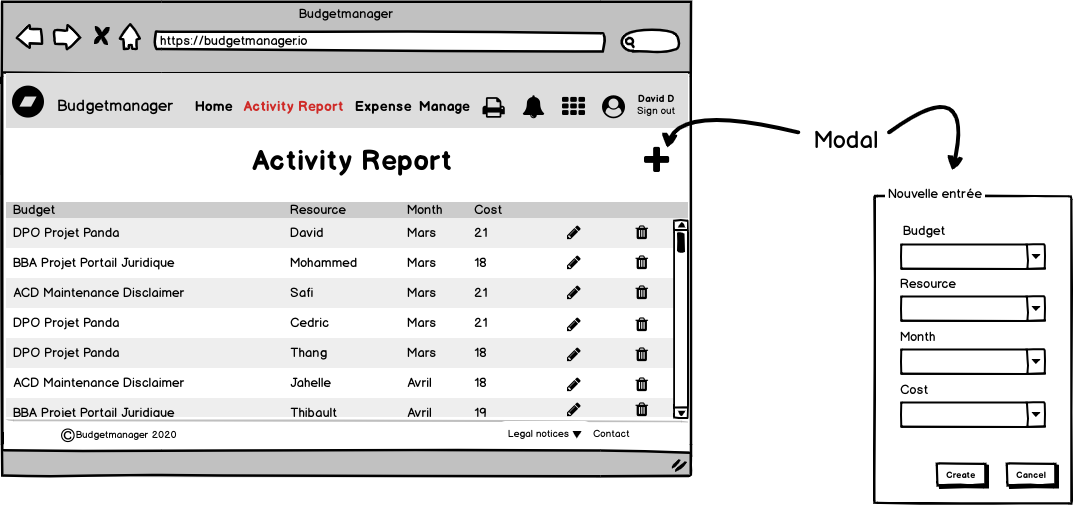 Budgetmanager
https://budgetmanager.io
Budgetmanager Home Activity Report Expense Manage David D
Sign out
Activity Report
Modal
Budget Resource Month Cost
DPO Projet Panda David Mars 21
BBA Projet Portail Juridique Mohammed Mars 18
ACD Maintenance Disclaimer Safi Mars 21
DPO Projet Panda Cedric Mars 21
DPO Projet Panda Thang Mars 18
ACD Maintenance Disclaimer Jahelle Avril 18
BBA Projet Portail Juridique Thibault Avril 19
©Budgetmanager 2020 Legal notices ▼ Contact
Nouvelle entrée
Budget
Resource
Month
Cost
Create Cancel